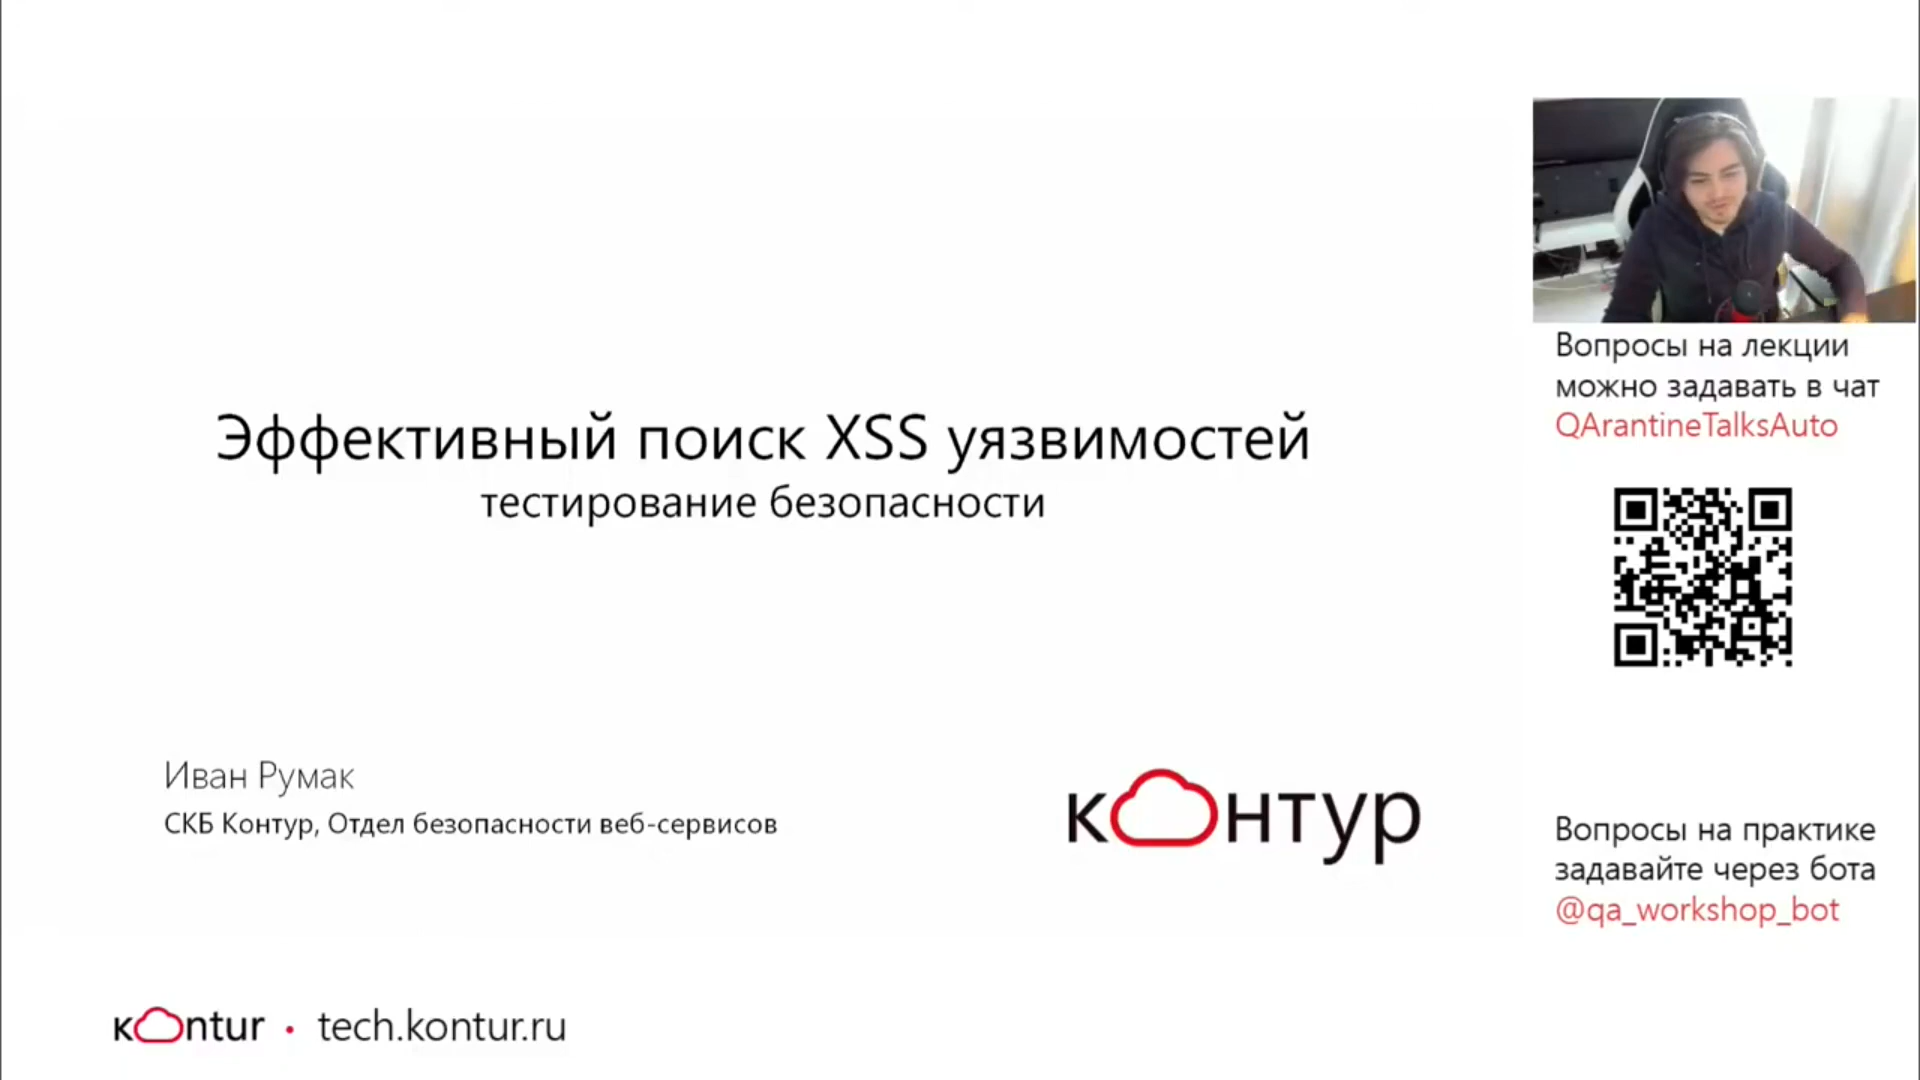 Эффективный поиск XSS уязвимостей
тестирование безопасности
Иван Румак
СКБ Контур, Отдел безопасности веб-сервисов
контур
кontur • tech.kontur.ru
Вопросы на лекции
можно задавать в чат
QArantineTalksAuto
Вопросы на практике
задавайте через бота
@qa_workshop_bot